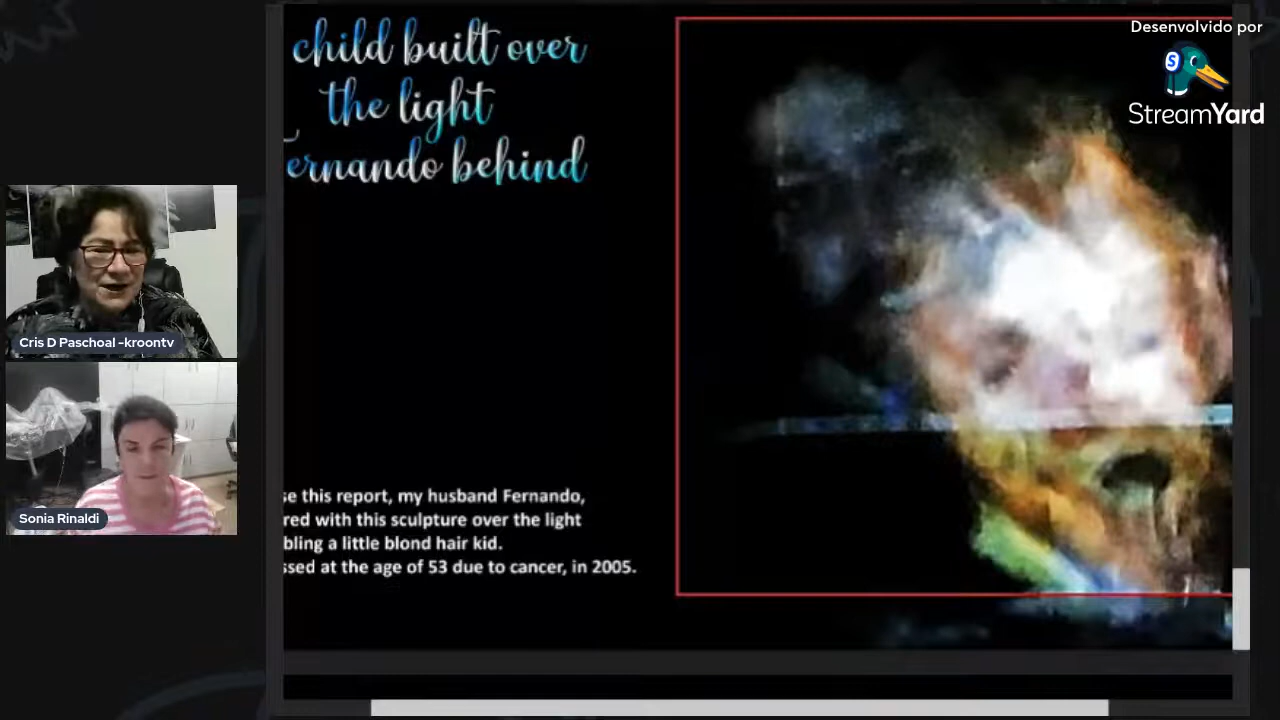 child built over
the light
ernando behind
se this report, my husband Fernando,
red with this sculpture over the light
bling a little blond hair kid.
ssed at the age of 53 due to cancer, in 2005.
Desenvolvido por
S
StreamYard
Cris D Paschoal -kroontv
Sonia Rinaldi